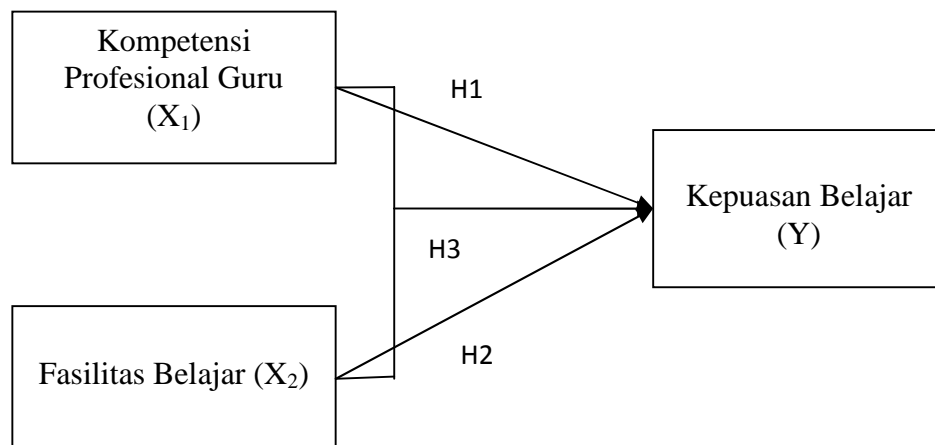 Kompetensi
Profesional Guru
(X₁)
H1
Kepuasan Belajar
(Y)
H3
H2
Fasilitas Belajar (X₂)